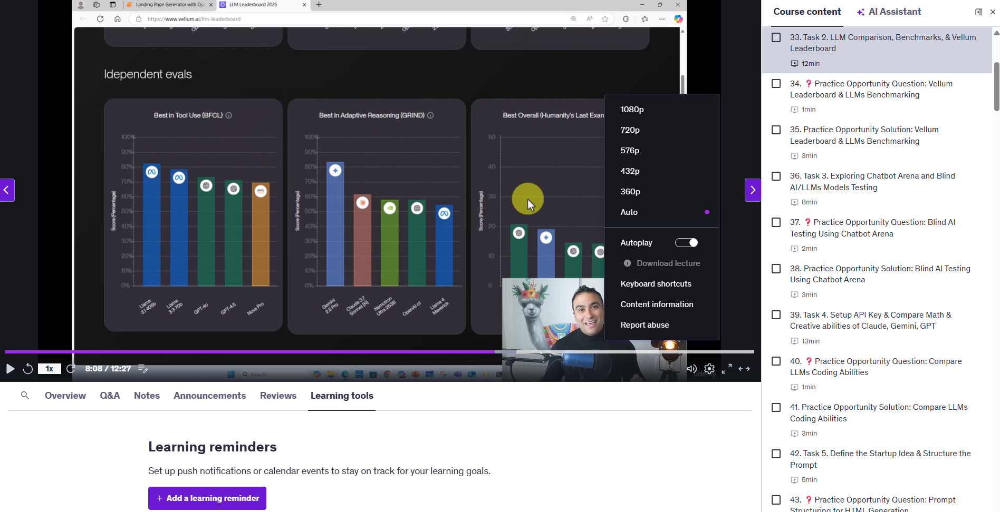 Landing Page Generator with Op
LLM Leaderboard 2025
https://www.vellum.ai/llm-leaderboard
Idependent evals
Best in Tool Use (BFCL)
Score (Percentage)
100%
90%
80%
70%
60%
50%
40%
30%
20%
10%
0%
Llama
3.1 405b
Llama
3.3 70b
GPT-4o
GPT-4.5
Nova Pro
aws
Best in Adaptive Reasoning (GRIND)
Score (Percentage)
100%
90%
80%
70%
60%
50%
40%
30%
20%
10%
0%
Gemini
2.5 Pro
Claude 3.7
Sonnet [R]
Nemotron
Ultra 253B
OpenAI o1
Llama 4
Maverick
Best Overall (Humanity's Last Exam
Score (Percentage)
50
40
30
20
10
0
1080p
720p
576p
432p
360p
Auto
Autoplay
Download lecture
Keyboard shortcuts
Content information
Report abuse
1x
8:08 / 12:27
Search
udemy
Overview
Q&A
Notes
Announcements
Reviews
Learning tools
Learning reminders
Set up push notifications or calendar events to stay on track for your learning goals.
+ Add a learning reminder
Course content
AI Assistant
33. Task 2. LLM Comparison, Benchmarks, & Vellum
Leaderboard
12min
34. ❓ Practice Opportunity Question: Vellum
Leaderboard & LLMs Benchmarking
1min
35. Practice Opportunity Solution: Vellum
Leaderboard & LLMs Benchmarking
3min
36. Task 3. Exploring Chatbot Arena and Blind
AI/LLMs Models Testing
8min
37. ❓ Practice Opportunity Question: Blind AI
Testing Using Chatbot Arena
2min
38. Practice Opportunity Solution: Blind AI Testing
Using Chatbot Arena
3min
39. Task 4. Setup API Key & Compare Math &
Creative abilities of Claude, Gemini, GPT
13min
40. ❓ Practice Opportunity Question: Compare
LLMs Coding Abilities
1min
41. Practice Opportunity Solution: Compare LLMs
Coding Abilities
3min
42. Task 5. Define the Startup Idea & Structure the
Prompt
5min
43. ❓ Practice Opportunity Question: Prompt
Structuring for HTML Generation